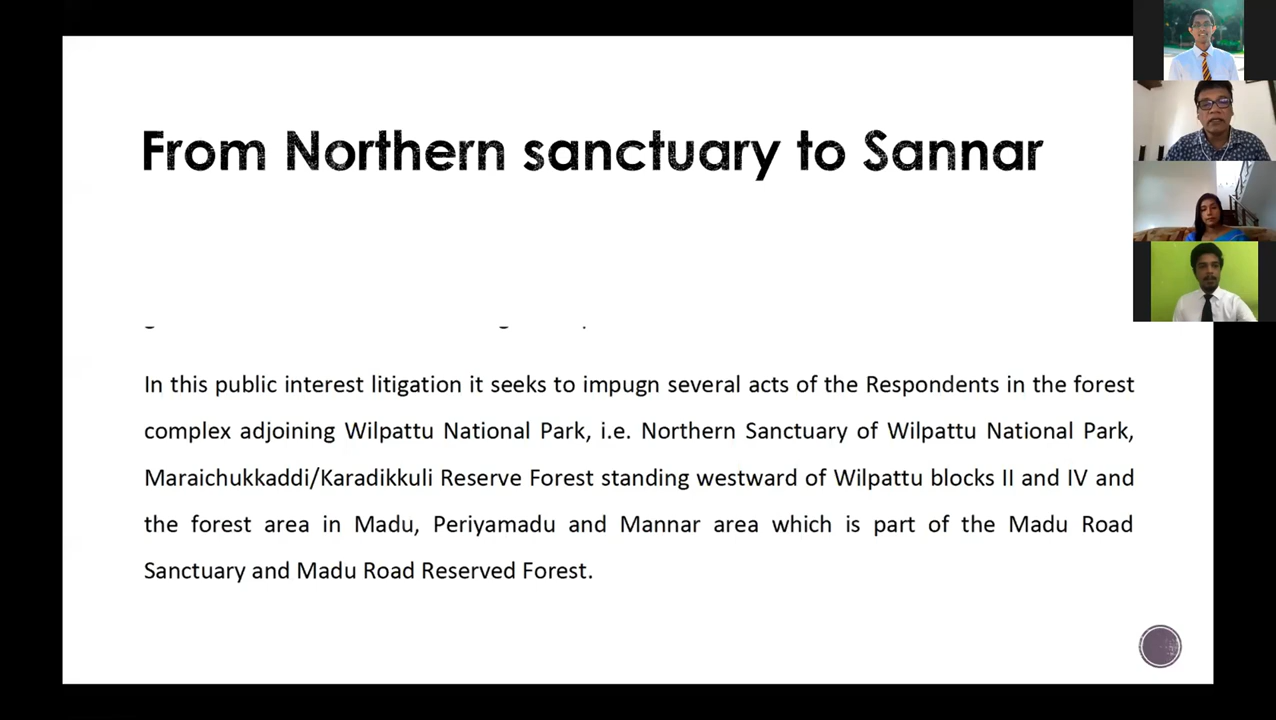 From Northern sanctuary to Sannar
In this public interest litigation it seeks to impugn several acts of the Respondents in the forest
complex adjoining Wilpattu National Park, i.e. Northern Sanctuary of Wilpattu National Park,
Maraichukkaddi/Karadikkuli Reserve Forest standing westward of Wilpattu blocks II and IV and
the forest area in Madu, Periyamadu and Mannar area which is part of the Madu Road
Sanctuary and Madu Road Reserved Forest.